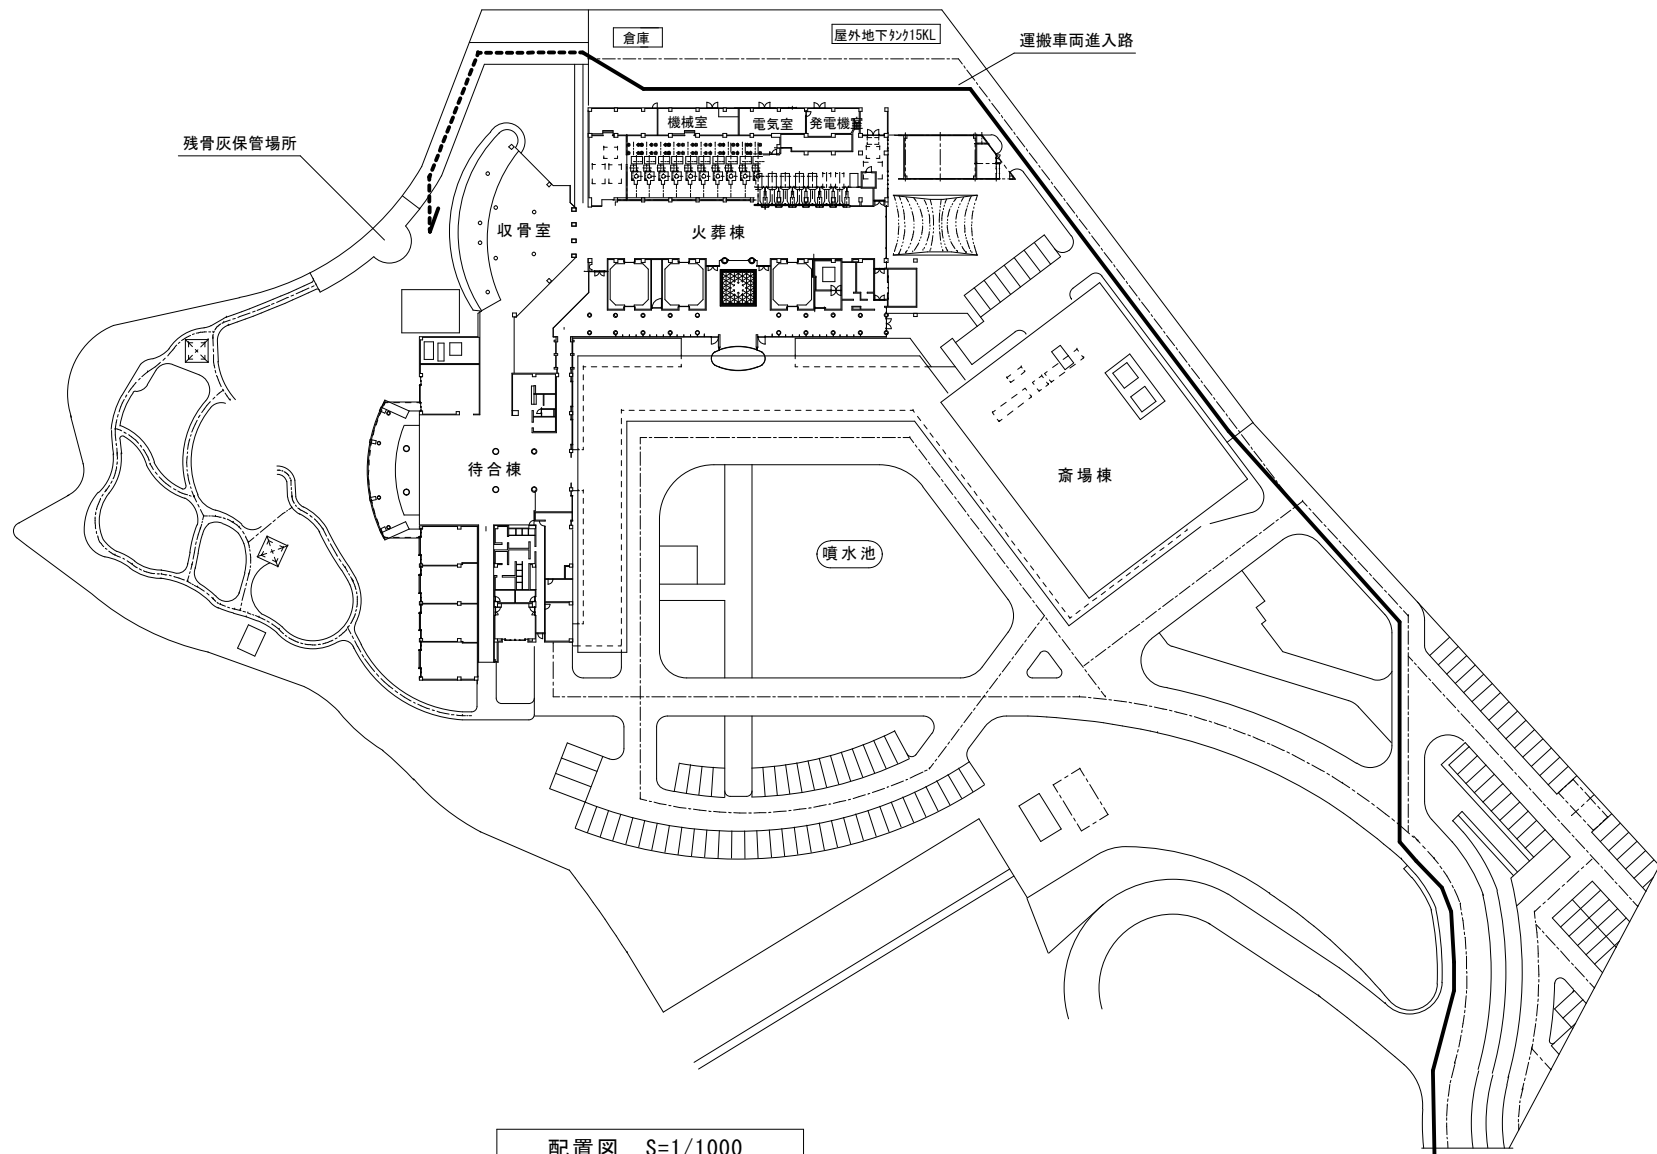 倉庫
屋外地下ﾀﾝｸ15KL
運搬車両進入路
機械室
電気室
発電機室
残骨灰保管場所
収骨室
火葬棟
待合棟
斎場棟
噴水池
配置図 S=1/1000